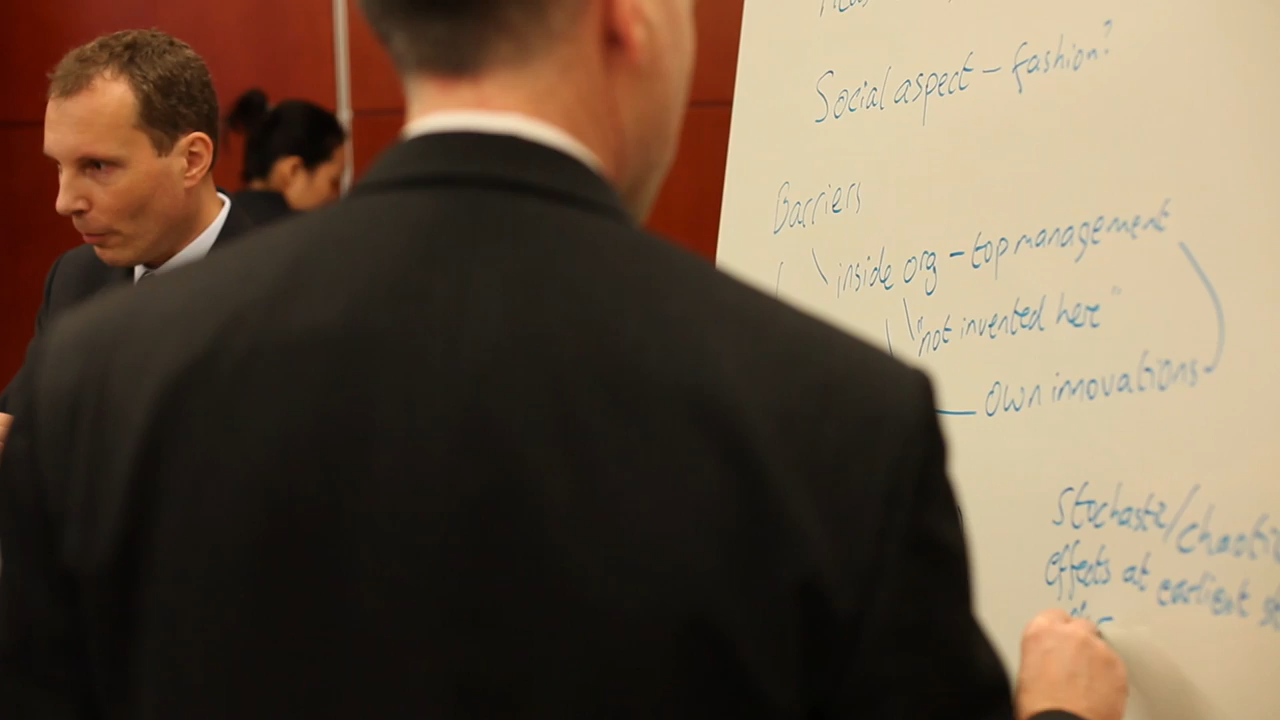 Social aspect – fashion?
Barriers
inside org – top management
"not invented here"
own innovations
Stochastic/chaotic
effects at earliest